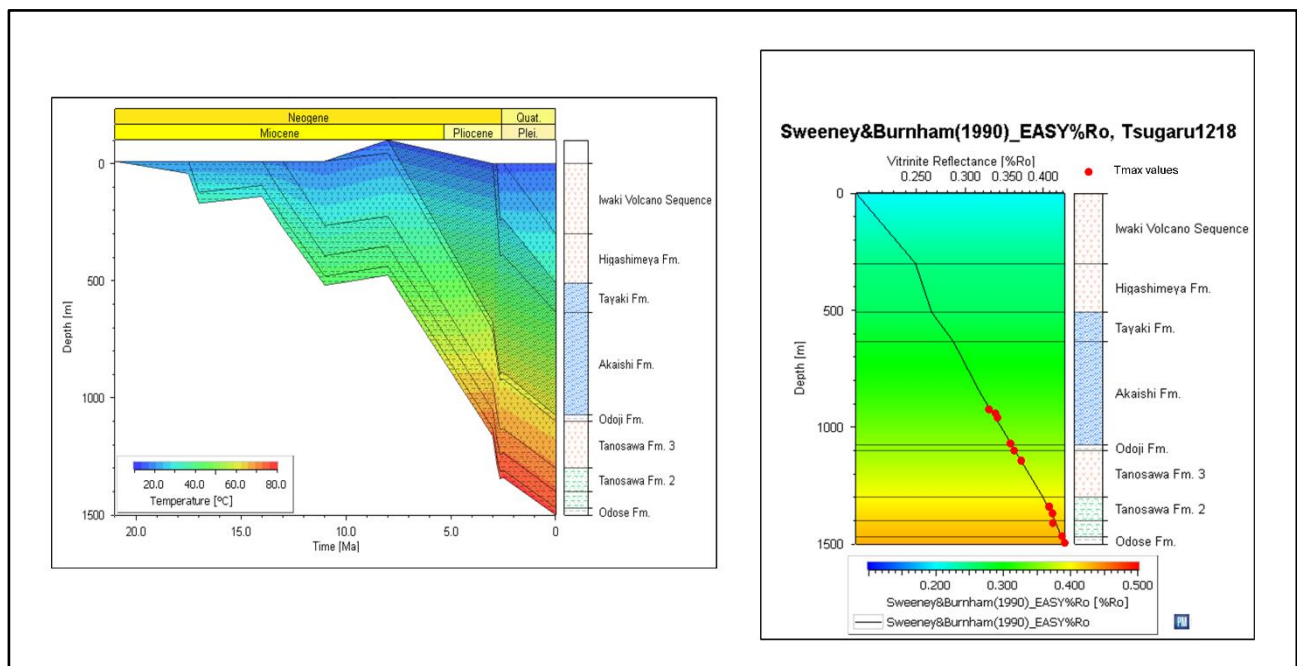 Neogene Quat.
Miocene Pliocene Plei.
0
500
1000
1500
Depth [m]
20.0 15.0 10.0 5.0 0
Time [Ma]
20.0 40.0 60.0 80.0
Temperature [ºC]
Iwaki Volcano Sequence
Higashimeya Fm.
Tayaki Fm.
Akaishi Fm.
Odoji Fm.
Tanosawa Fm. 3
Tanosawa Fm. 2
Odose Fm.
Sweeney&Burnham(1990)_EASY%Ro, Tsugaru1218
Vitrinite Reflectance [%Ro]
0.250 0.300 0.350 0.400
Tmax values
0
500
1000
1500
Depth [m]
Iwaki Volcano Sequence
Higashimeya Fm.
Tayaki Fm.
Akaishi Fm.
Odoji Fm.
Tanosawa Fm. 3
Tanosawa Fm. 2
Odose Fm.
0.200 0.300 0.400 0.500
Sweeney&Burnham(1990)_EASY%Ro [%Ro]
Sweeney&Burnham(1990)_EASY%Ro
PM